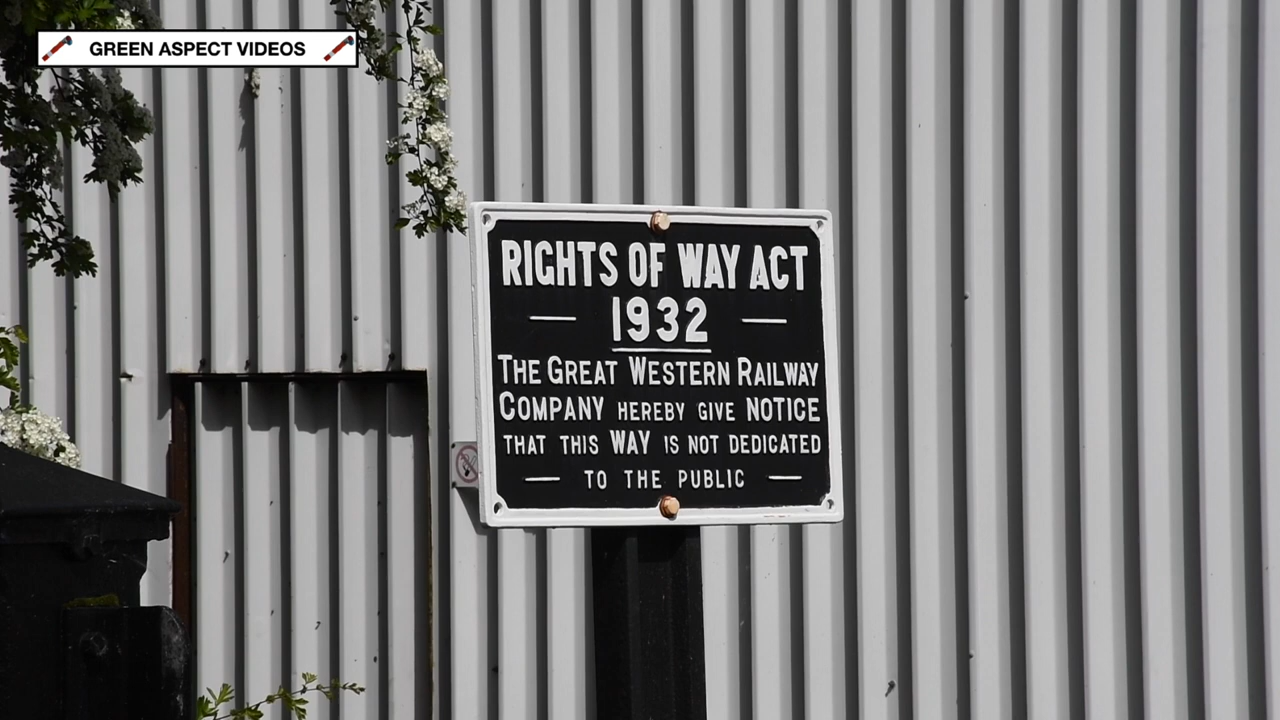 GREEN ASPECT VIDEOS
RIGHTS OF WAY ACT
1932
THE GREAT WESTERN RAILWAY
COMPANY HEREBY GIVE NOTICE
THAT THIS WAY IS NOT DEDICATED
TO THE PUBLIC